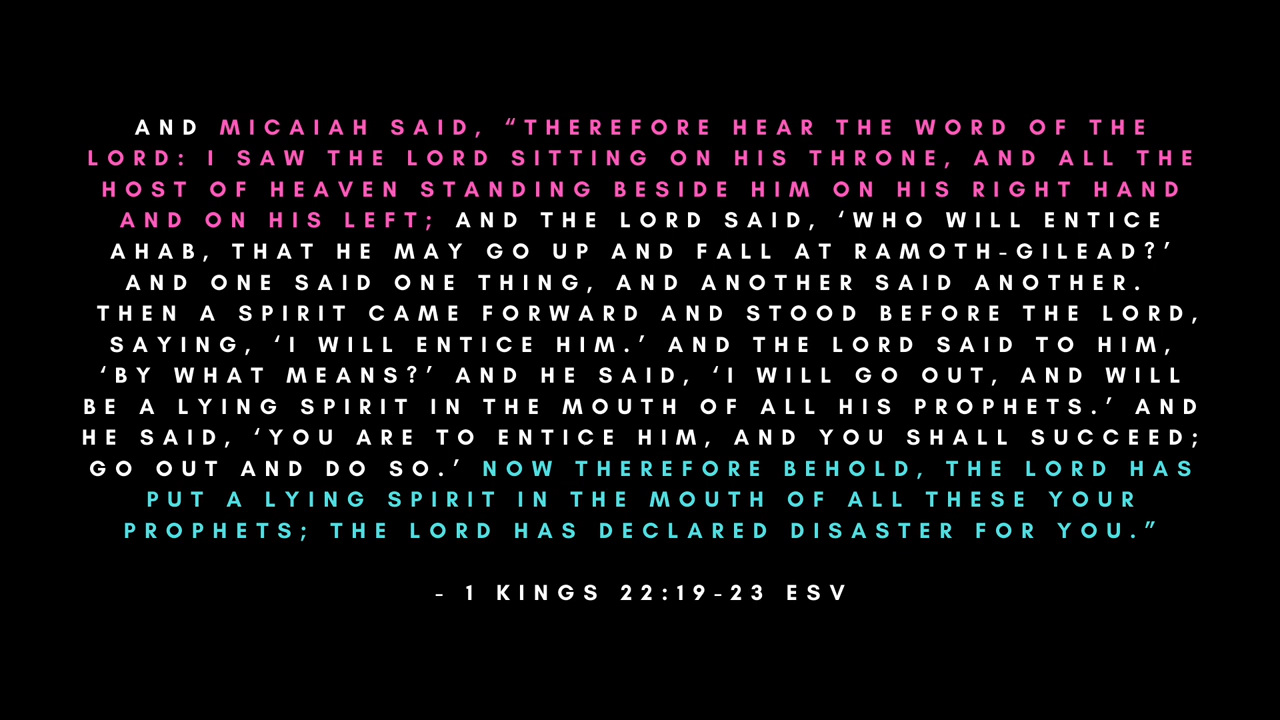 AND MICAIAH SAID, “THEREFORE HEAR THE WORD OF THE
LORD: I SAW THE LORD SITTING ON HIS THRONE, AND ALL THE
HOST OF HEAVEN STANDING BESIDE HIM ON HIS RIGHT HAND
AND ON HIS LEFT; AND THE LORD SAID, ‘WHO WILL ENTICE
AHAB, THAT HE MAY GO UP AND FALL AT RAMOTH-GILEAD?’
AND ONE SAID ONE THING, AND ANOTHER SAID ANOTHER.
THEN A SPIRIT CAME FORWARD AND STOOD BEFORE THE LORD,
SAYING, ‘I WILL ENTICE HIM.’ AND THE LORD SAID TO HIM,
‘BY WHAT MEANS?’ AND HE SAID, ‘I WILL GO OUT, AND WILL
BE A LYING SPIRIT IN THE MOUTH OF ALL HIS PROPHETS.’ AND
HE SAID, ‘YOU ARE TO ENTICE HIM, AND YOU SHALL SUCCEED;
GO OUT AND DO SO.’ NOW THEREFORE BEHOLD, THE LORD HAS
PUT A LYING SPIRIT IN THE MOUTH OF ALL THESE YOUR
PROPHETS; THE LORD HAS DECLARED DISASTER FOR YOU.”
- 1 KINGS 22:19-23 ESV